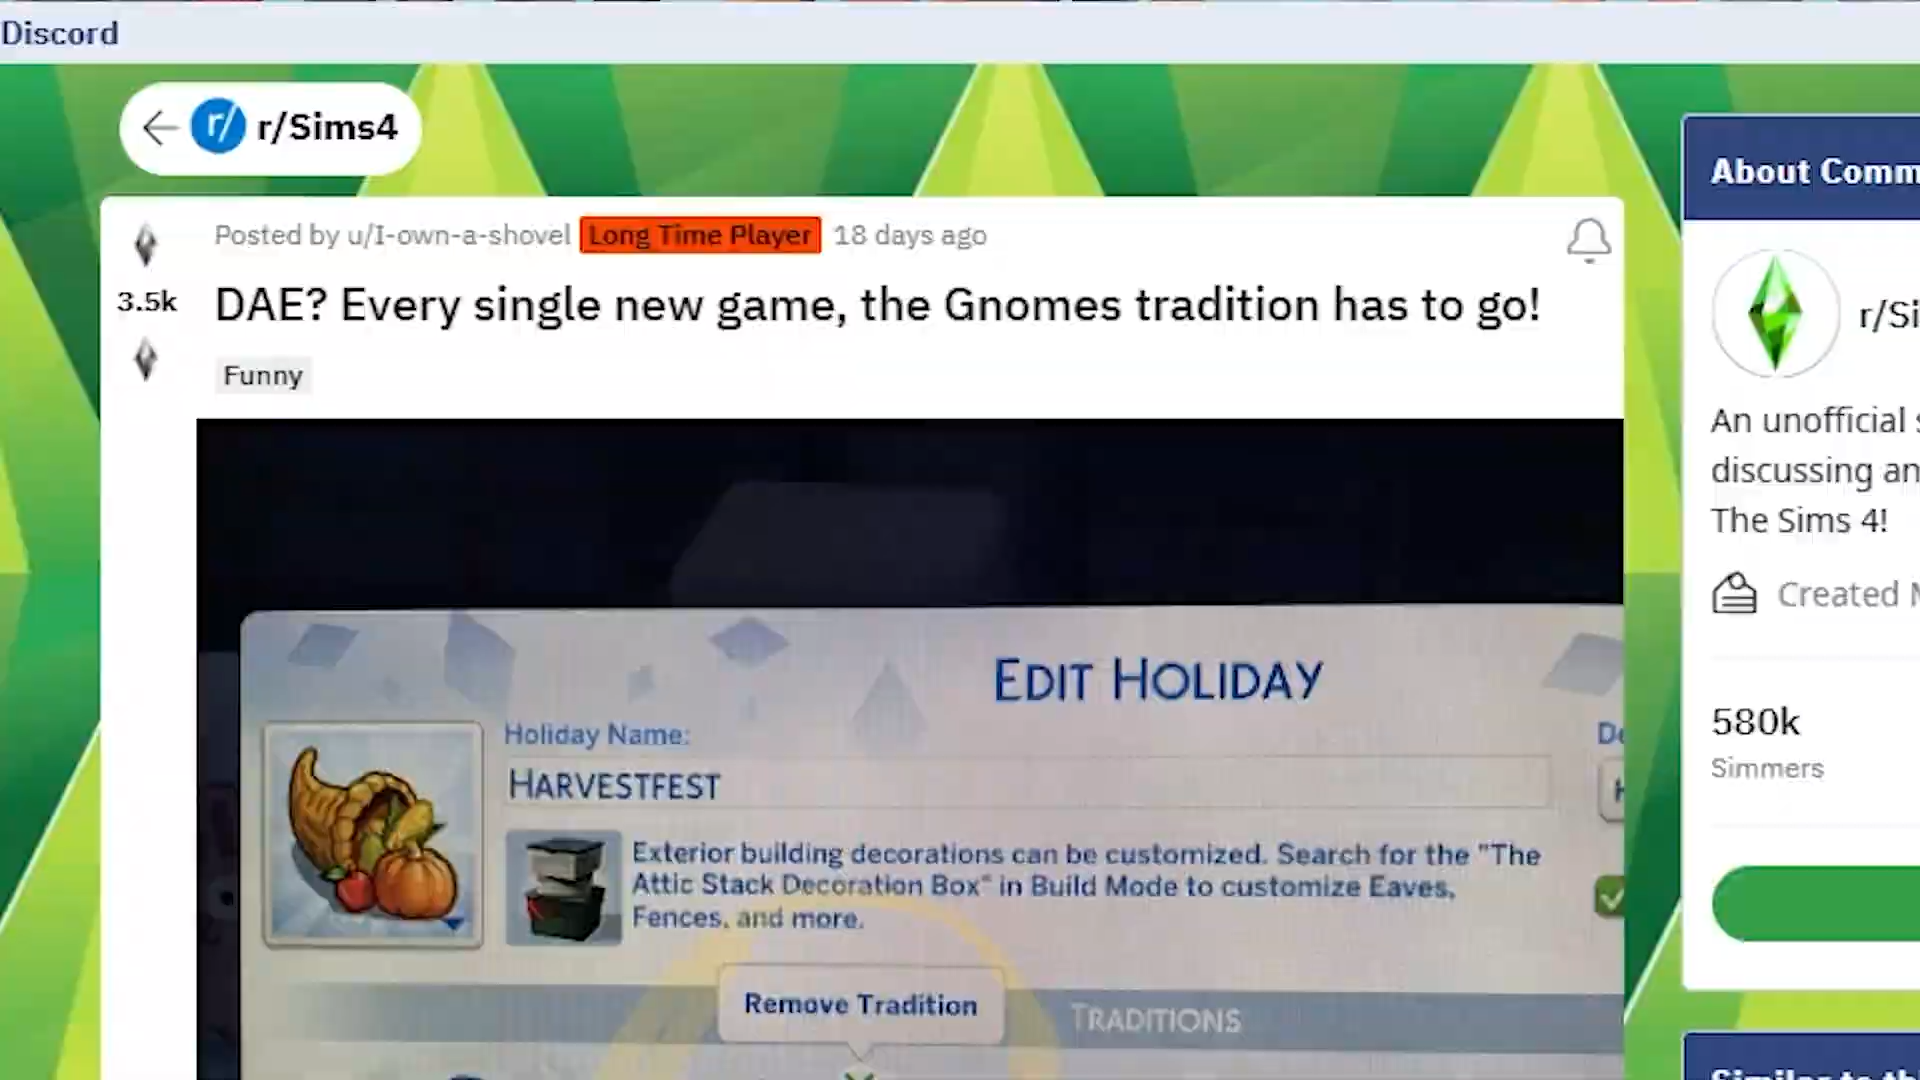 Discord
r/ r/Sims4
About Comm
Posted by u/I-own-a-shovel Long Time Player 18 days ago
3.5k
DAE? Every single new game, the Gnomes tradition has to go!
Funny
r/Si
An unofficial s
discussing an
The Sims 4!
Created
580k
Simmers
EDIT HOLIDAY
Holiday Name:
HARVESTFEST
Exterior building decorations can be customized. Search for the "The
Attic Stack Decoration Box" in Build Mode to customize Eaves,
Fences, and more.
Remove Tradition
TRADITIONS